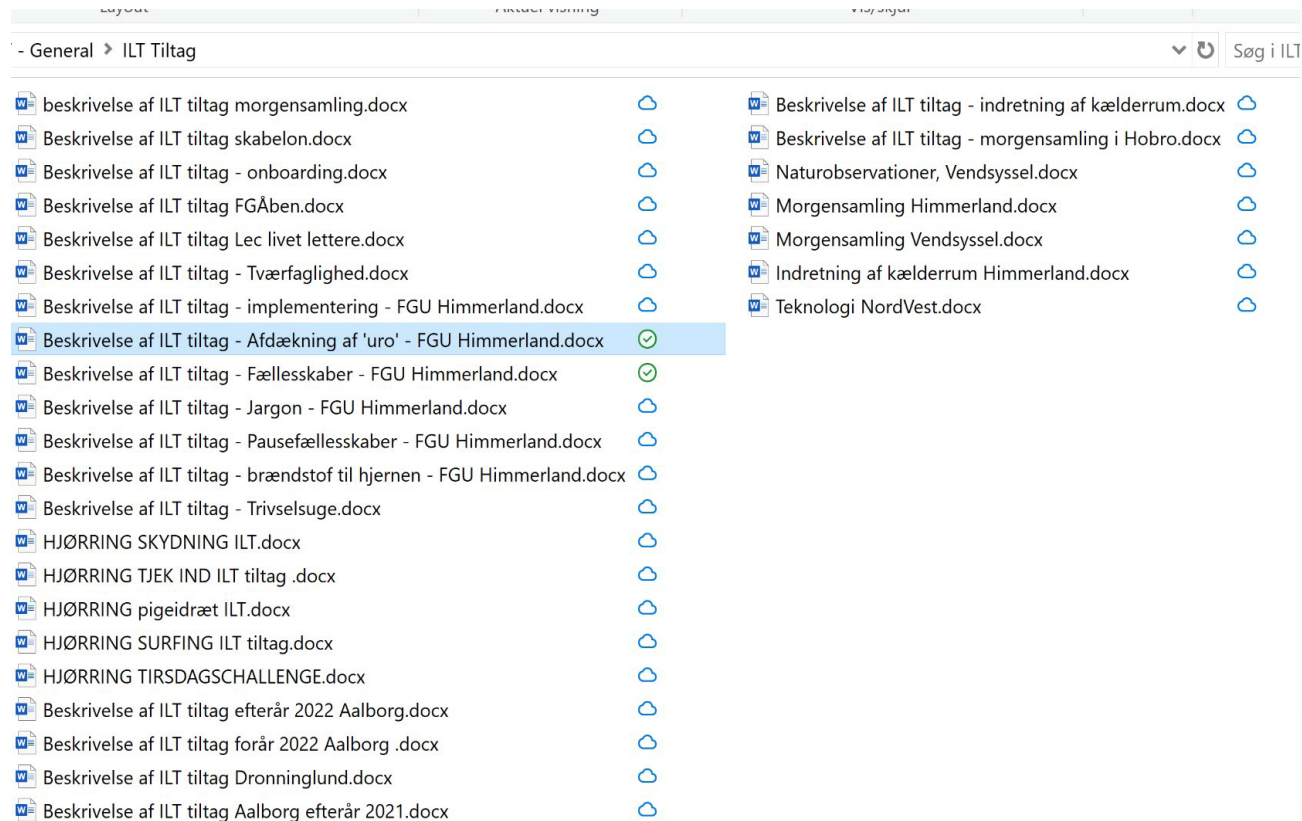 Layout
Aktuel visning
Vis/skjul
- General > ILT Tiltag
Søg i ILT
beskrivelse af ILT tiltag morgensamling.docx
Beskrivelse af ILT tiltag skabelon.docx
Beskrivelse af ILT tiltag - onboarding.docx
Beskrivelse af ILT tiltag FGÅben.docx
Beskrivelse af ILT tiltag Lec livet lettere.docx
Beskrivelse af ILT tiltag - Tværfaglighed.docx
Beskrivelse af ILT tiltag - implementering - FGU Himmerland.docx
Beskrivelse af ILT tiltag - Afdækning af 'uro' - FGU Himmerland.docx
Beskrivelse af ILT tiltag - Fællesskaber - FGU Himmerland.docx
Beskrivelse af ILT tiltag - Jargon - FGU Himmerland.docx
Beskrivelse af ILT tiltag - Pausefællesskaber - FGU Himmerland.docx
Beskrivelse af ILT tiltag - brændstof til hjernen - FGU Himmerland.docx
Beskrivelse af ILT tiltag - Trivselsuge.docx
HJØRRING SKYDNING ILT.docx
HJØRRING TJEK IND ILT tiltag .docx
HJØRRING pigeidræt ILT.docx
HJØRRING SURFING ILT tiltag.docx
HJØRRING TIRSDAGSCHALLENGE.docx
Beskrivelse af ILT tiltag efterår 2022 Aalborg.docx
Beskrivelse af ILT tiltag forår 2022 Aalborg .docx
Beskrivelse af ILT tiltag Dronninglund.docx
Beskrivelse af ILT tiltag Aalborg efterår 2021.docx
Beskrivelse af ILT tiltag - indretning af kælderrum.docx
Beskrivelse af ILT tiltag - morgensamling i Hobro.docx
Naturobservationer, Vendsyssel.docx
Morgensamling Himmerland.docx
Morgensamling Vendsyssel.docx
Indretning af kælderrum Himmerland.docx
Teknologi NordVest.docx